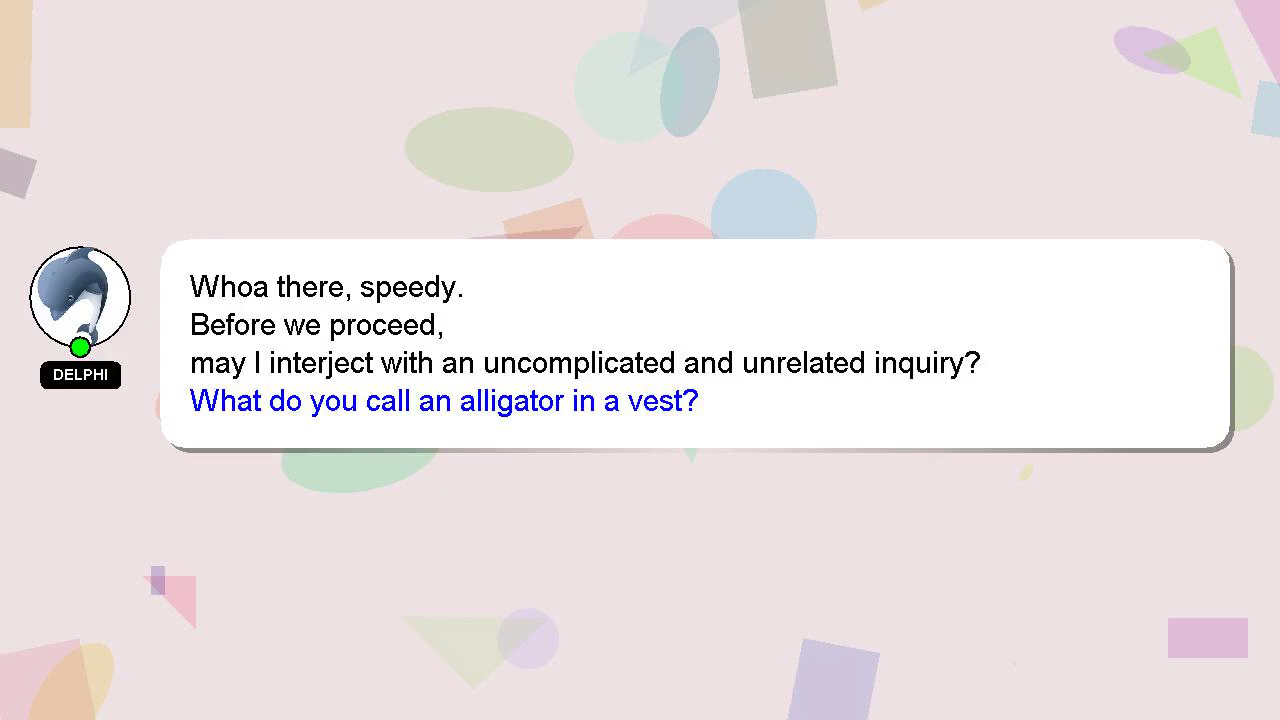 Whoa there, speedy.
Before we proceed,
may I interject with an uncomplicated and unrelated inquiry?
What do you call an alligator in a vest?
DELPHI